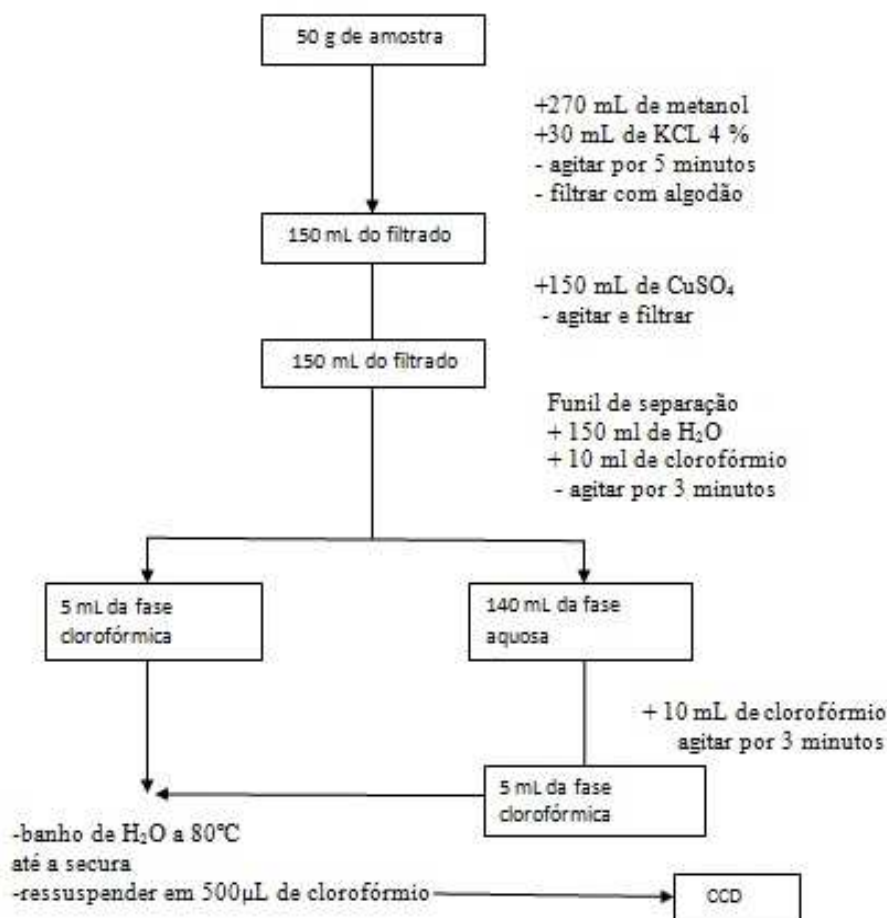 50 g de amostra
+270 mL de metanol
+30 mL de KCL 4 %
- agitar por 5 minutos
- filtrar com algodão
150 mL do filtrado
+150 mL de CuSO₄
- agitar e filtrar
150 mL do filtrado
Funil de separação
+ 150 ml de H₂O
+ 10 ml de clorofórmio
- agitar por 3 minutos
5 mL da fase
clorofórmica
140 mL da fase
aquosa
+ 10 mL de clorofórmio
agitar por 3 minutos
5 mL da fase
clorofórmica
-banho de H₂O a 80℃
até a secura
-ressuspender em 500µL de clorofórmio
CCD